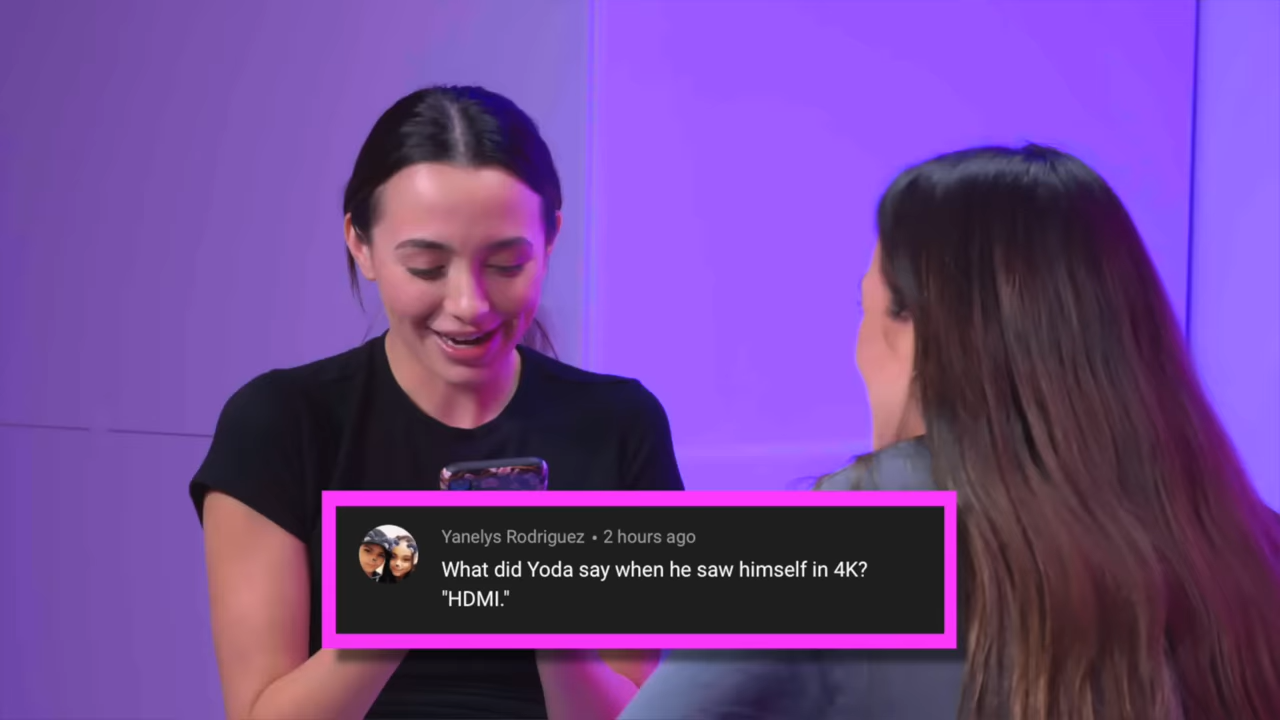 Yanelys Rodriguez • 2 hours ago
What did Yoda say when he saw himself in 4K?
"HDMI."